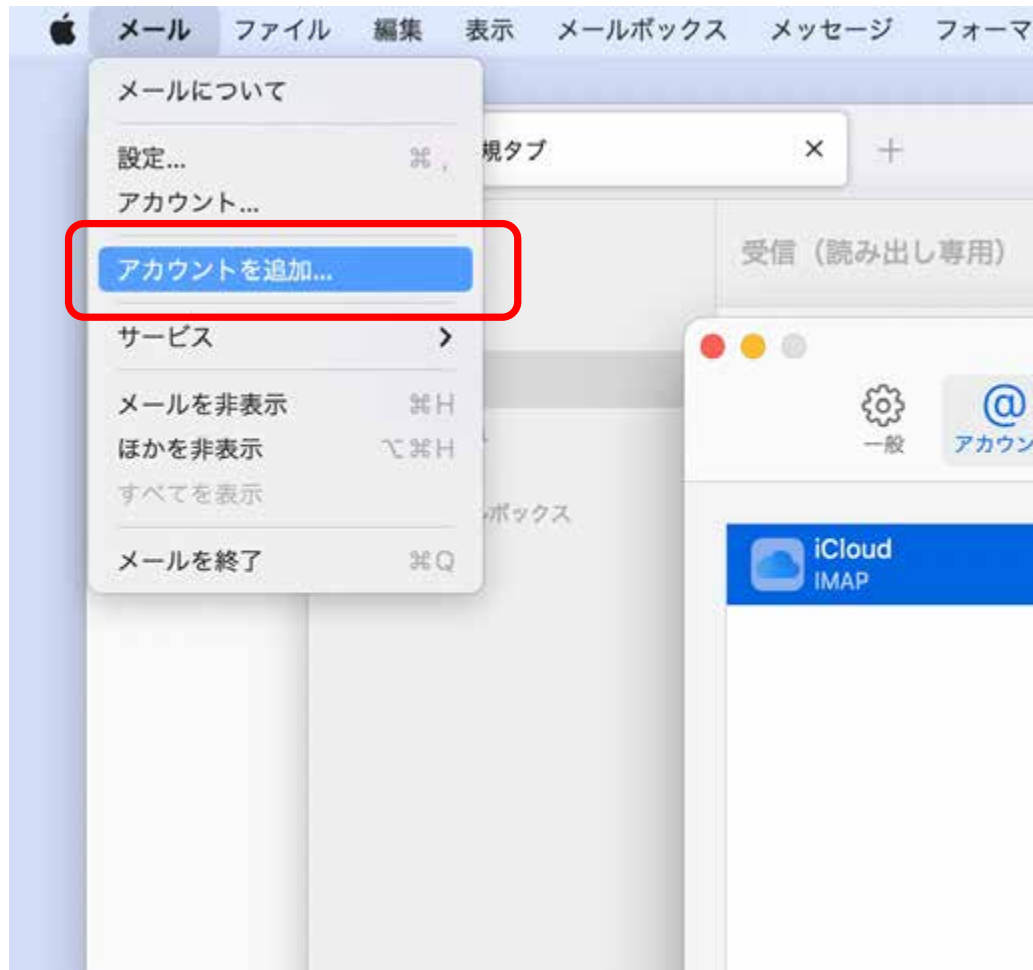 メール ファイル 編集 表示 メールボックス メッセージ フォーマ
メールについて
設定... ⌘ ,
アカウント...
アカウントを追加...
サービス
メールを非表示 ⌘H
ほかを非表示 ⌥⌘H
すべてを表示
メールを終了 ⌘Q
規タブ
受信（読み出し専用）
ルボックス
一般
@
アカウン
iCloud
IMAP